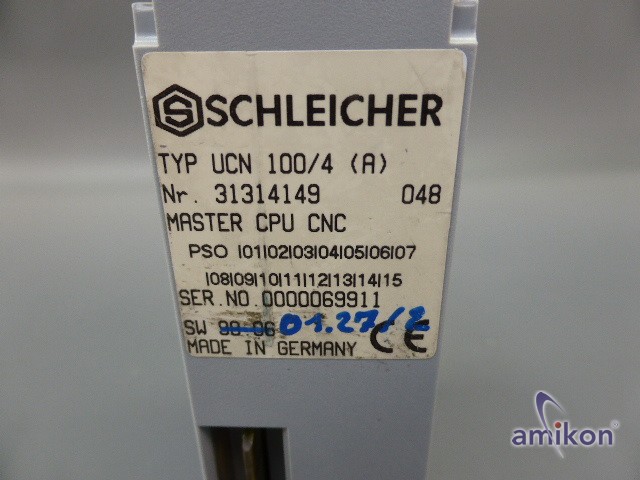 SCHLEICHER
TYP UCN 100/4 (A)
Nr. 31314149 048
MASTER CPU CNC
PSO |01|02|03|04|05|06|07
|08|09|10|11|12|13|14|15
SER.NO.0000069911
SW 98-06 01.27/2
MADE IN GERMANY CE
amikon